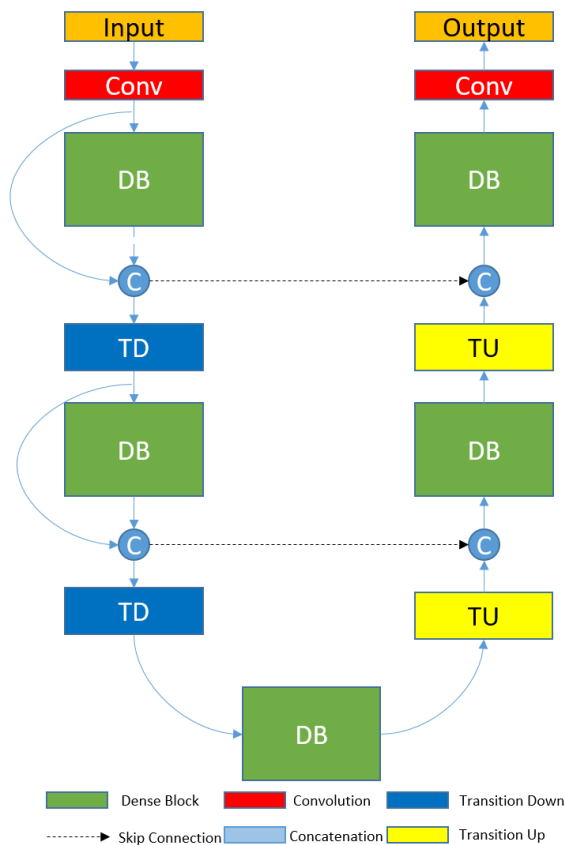 Input
Output
Conv
Conv
DB
DB
C
C
TD
TU
DB
DB
C
C
TD
TU
DB
Dense Block
Convolution
Transition Down
Skip Connection
Concatenation
Transition Up